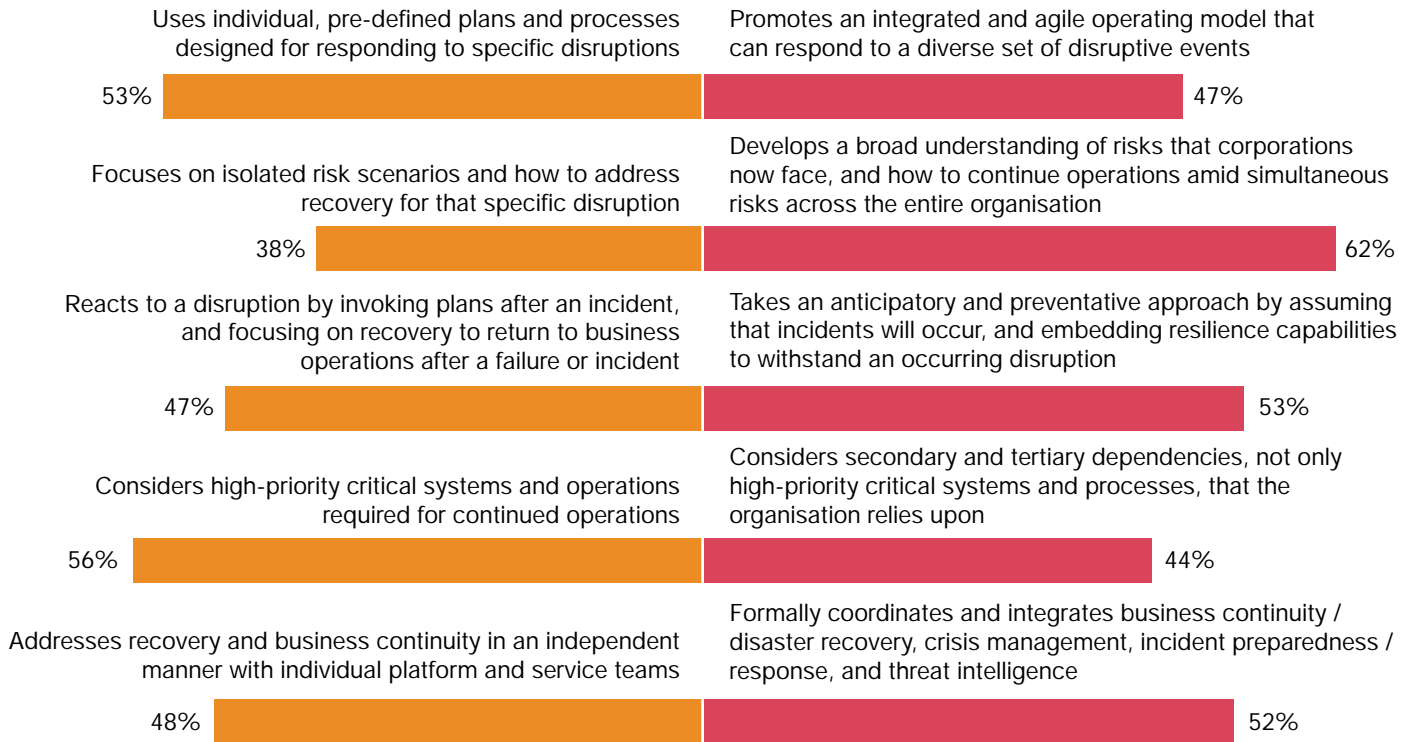 Uses individual, pre-defined plans and processes
designed for responding to specific disruptions
Promotes an integrated and agile operating model that
can respond to a diverse set of disruptive events
53%
47%
Focuses on isolated risk scenarios and how to address
recovery for that specific disruption
Develops a broad understanding of risks that corporations
now face, and how to continue operations amid simultaneous
risks across the entire organisation
38%
62%
Reacts to a disruption by invoking plans after an incident,
and focusing on recovery to return to business
operations after a failure or incident
Takes an anticipatory and preventative approach by assuming
that incidents will occur, and embedding resilience capabilities
to withstand an occurring disruption
47%
53%
Considers high-priority critical systems and operations
required for continued operations
Considers secondary and tertiary dependencies, not only
high-priority critical systems and processes, that the
organisation relies upon
56%
44%
Addresses recovery and business continuity in an independent
manner with individual platform and service teams
Formally coordinates and integrates business continuity /
disaster recovery, crisis management, incident preparedness /
response, and threat intelligence
48%
52%